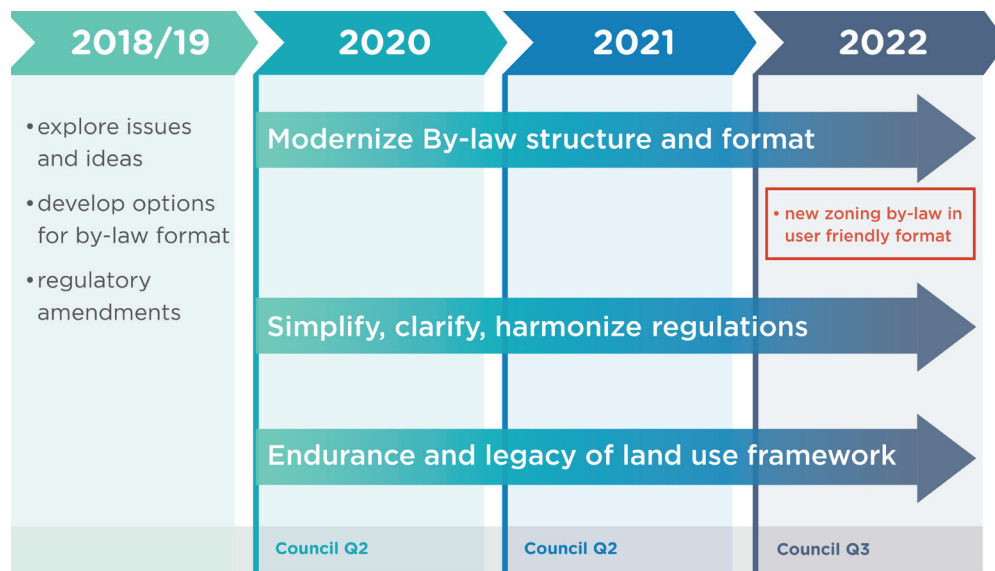 2018/19
2020
2021
2022
• explore issues
and ideas
• develop options
for by-law format
• regulatory
amendments
Modernize By-law structure and format
• new zoning by-law in
user friendly format
Simplify, clarify, harmonize regulations
Endurance and legacy of land use framework
Council Q2
Council Q2
Council Q3